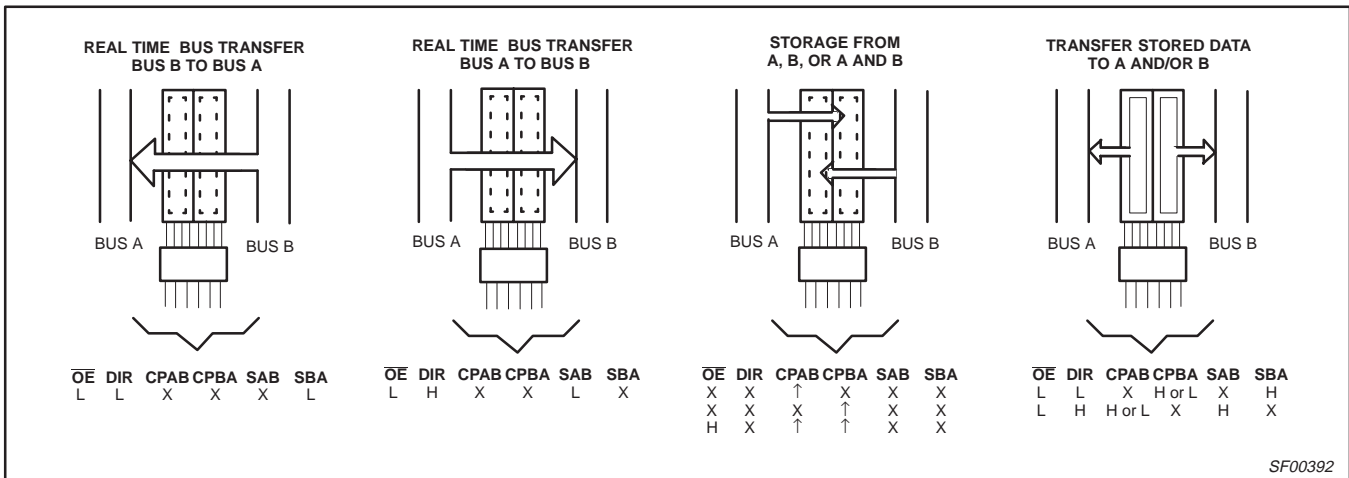 REAL TIME BUS TRANSFER
BUS B TO BUS A
BUS A
BUS B
OE DIR CPAB CPBA SAB SBA
L L X X X L
REAL TIME BUS TRANSFER
BUS A TO BUS B
BUS A
BUS B
OE DIR CPAB CPBA SAB SBA
L H X X L X
STORAGE FROM
A, B, OR A AND B
BUS A
BUS B
OE DIR CPAB CPBA SAB SBA
X X ↑ X X X
X X X ↑ X X
H X ↑ ↑ X X
TRANSFER STORED DATA
TO A AND/OR B
BUS A
BUS B
OE DIR CPAB CPBA SAB SBA
L L X H or L X H
L H H or L X H X
SF00392